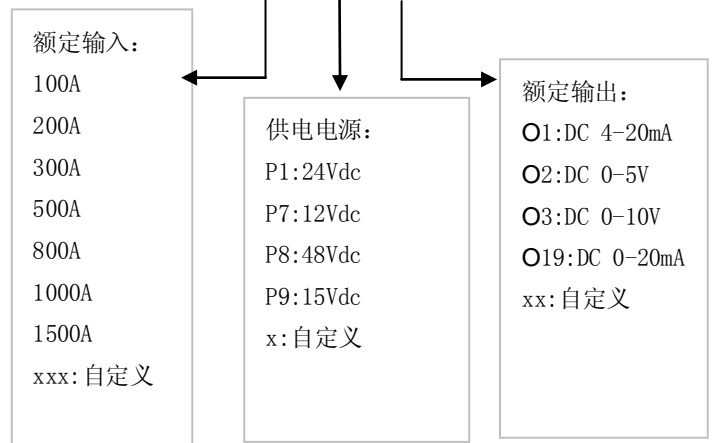 额定输入：
100A
200A
300A
500A
800A
1000A
1500A
xxx:自定义
供电电源：
P1:24Vdc
P7:12Vdc
P8:48Vdc
P9:15Vdc
x:自定义
额定输出：
O1:DC 4-20mA
O2:DC 0-5V
O3:DC 0-10V
O19:DC 0-20mA
xx:自定义